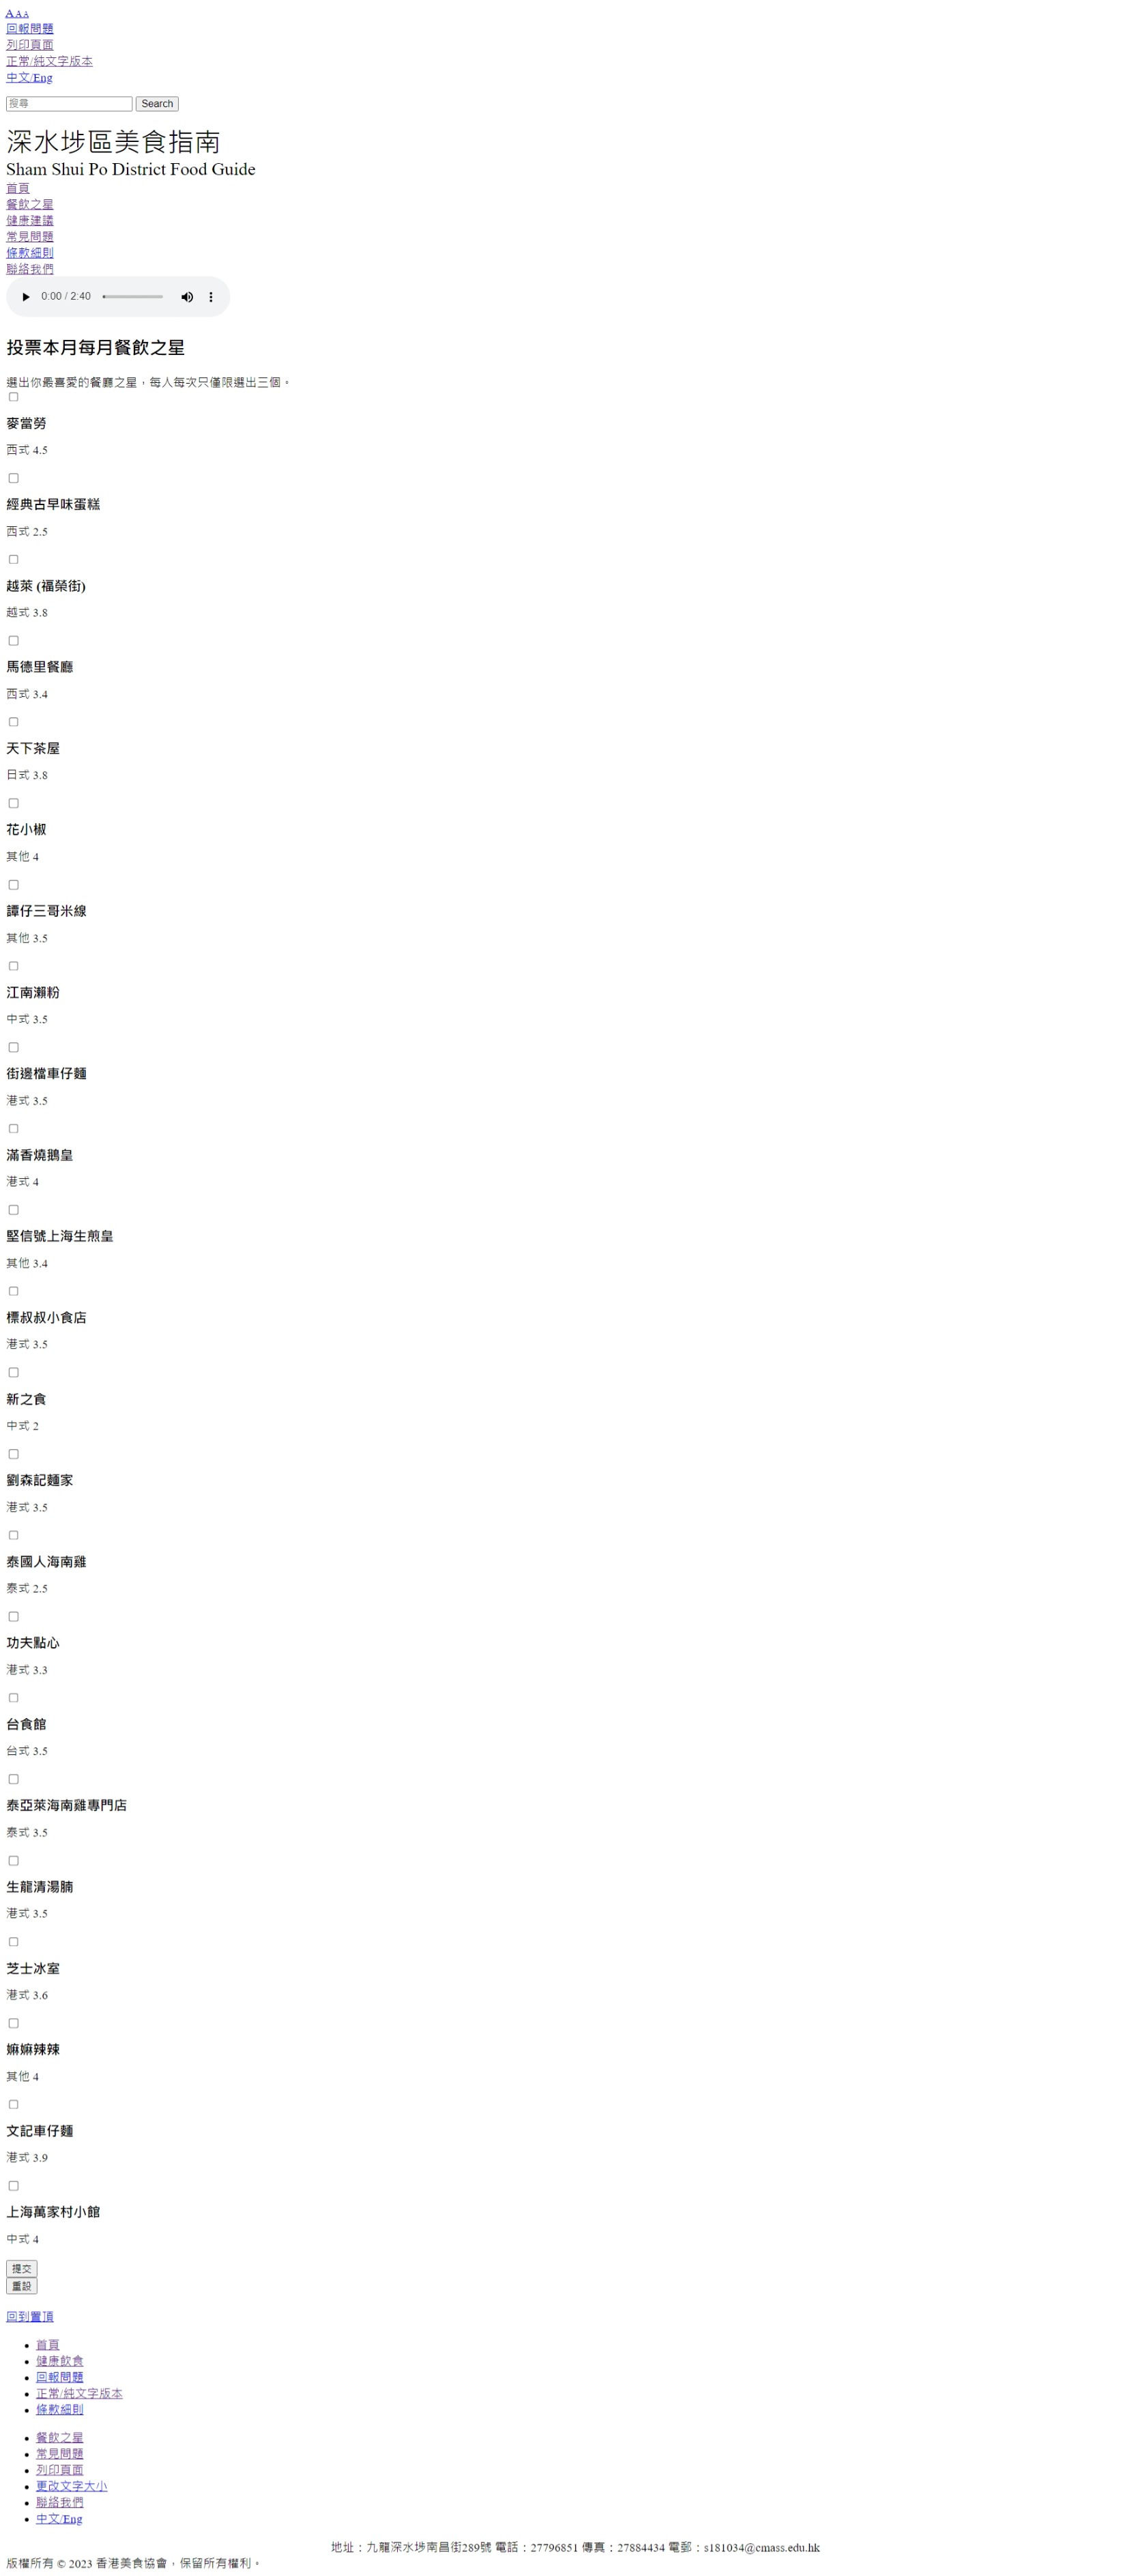 A A A
回報問題
列印頁面
正常/純文字版本
中文/Eng
搜尋 Search
深水埗區美食指南
Sham Shui Po District Food Guide
首頁
餐飲之星
健康建議
常見問題
條款細則
聯絡我們
0:00 / 2:40
投票本月每月餐飲之星
選出你最喜愛的餐廳之星，每人每次只僅限選出三個。
麥當勞
西式 4.5
經典古早味蛋糕
西式 2.5
越萊 (福榮街)
越式 3.8
馬德里餐廳
西式 3.4
天下茶屋
日式 3.8
花小椒
其他 4
譚仔三哥米線
其他 3.5
江南瀨粉
中式 3.5
街邊檔車仔麵
港式 3.5
滿香燒鵝皇
港式 4
堅信號上海生煎皇
其他 3.4
標叔叔小食店
港式 3.5
新之食
中式 2
劉森記麵家
港式 3.5
泰國人海南雞
泰式 2.5
功夫點心
港式 3.3
台食館
台式 3.5
泰亞萊海南雞專門店
泰式 3.5
生龍清湯腩
港式 3.5
芝士冰室
港式 3.6
嫲嫲辣辣
其他 4
文記車仔麵
港式 3.9
上海萬家村小館
中式 4
提交
重設
回到置頂
首頁
健康飲食
回報問題
正常/純文字版本
條款細則
餐飲之星
常見問題
列印頁面
更改文字大小
聯絡我們
中文/Eng
地址：九龍深水埗南昌街289號 電話：27796851 傳真：27884434 電郵：s181034@cmass.edu.hk
版權所有 © 2023 香港美食協會，保留所有權利。